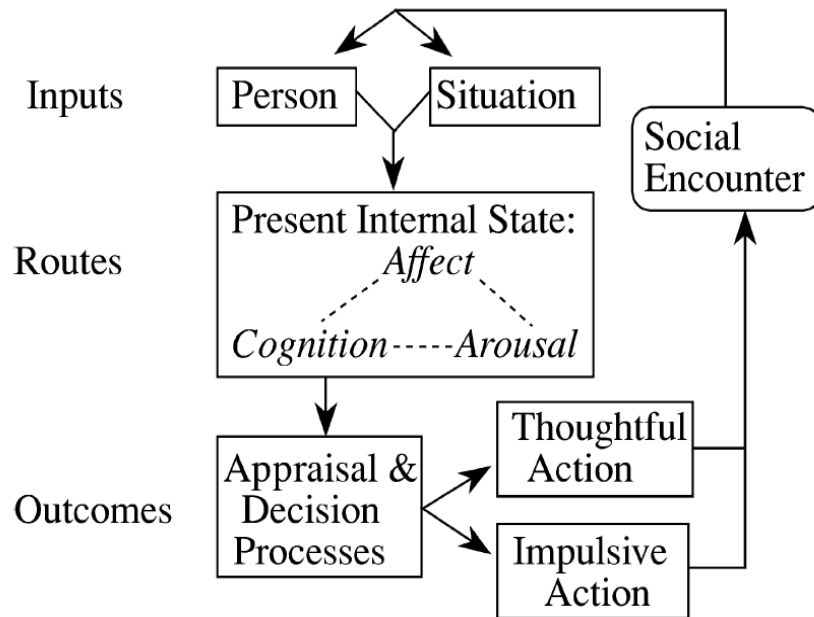 Inputs
Person
Situation
Social
Encounter
Routes
Present Internal State:
Affect
Cognition
Arousal
Outcomes
Appraisal &
Decision
Processes
Thoughtful
Action
Impulsive
Action